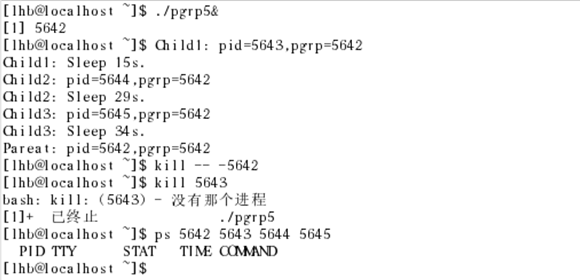 [lhb@localhost ~]$ ./pgrp5&
[1] 5642
[lhb@localhost ~]$ Child1: pid=5643,pgrp=5642
Child1: Sleep 15s.
Child2: pid=5644,pgrp=5642
Child2: Sleep 29s.
Child3: pid=5645,pgrp=5642
Child3: Sleep 34s.
Pareat: pid=5642,pgrp=5642
[lhb@localhost ~]$ kill -- -5642
[lhb@localhost ~]$ kill 5643
bash: kill: (5643) - 没有那个进程
[1]+ 已终止 ./pgrp5
[lhb@localhost ~]$ ps 5642 5643 5644 5645
PID TTY STAT TIME COMMAND
[lhb@localhost ~]$